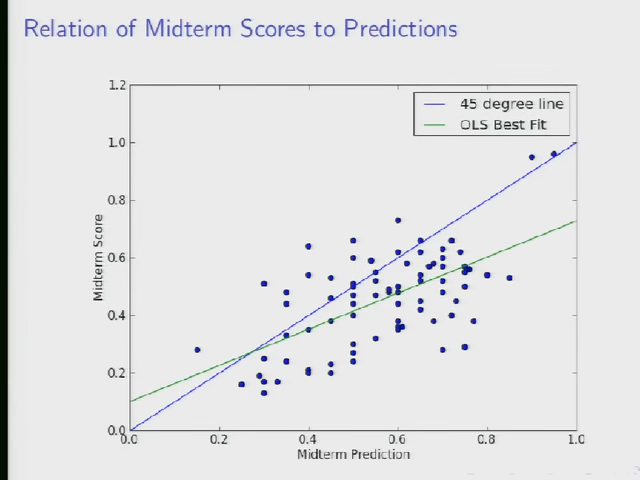 Relation of Midterm Scores to Predictions
1.2
1.0
0.8
0.6
0.4
0.2
0.0
Midterm Score
45 degree line
OLS Best Fit
0.0 0.2 0.4 0.6 0.8 1.0
Midterm Prediction